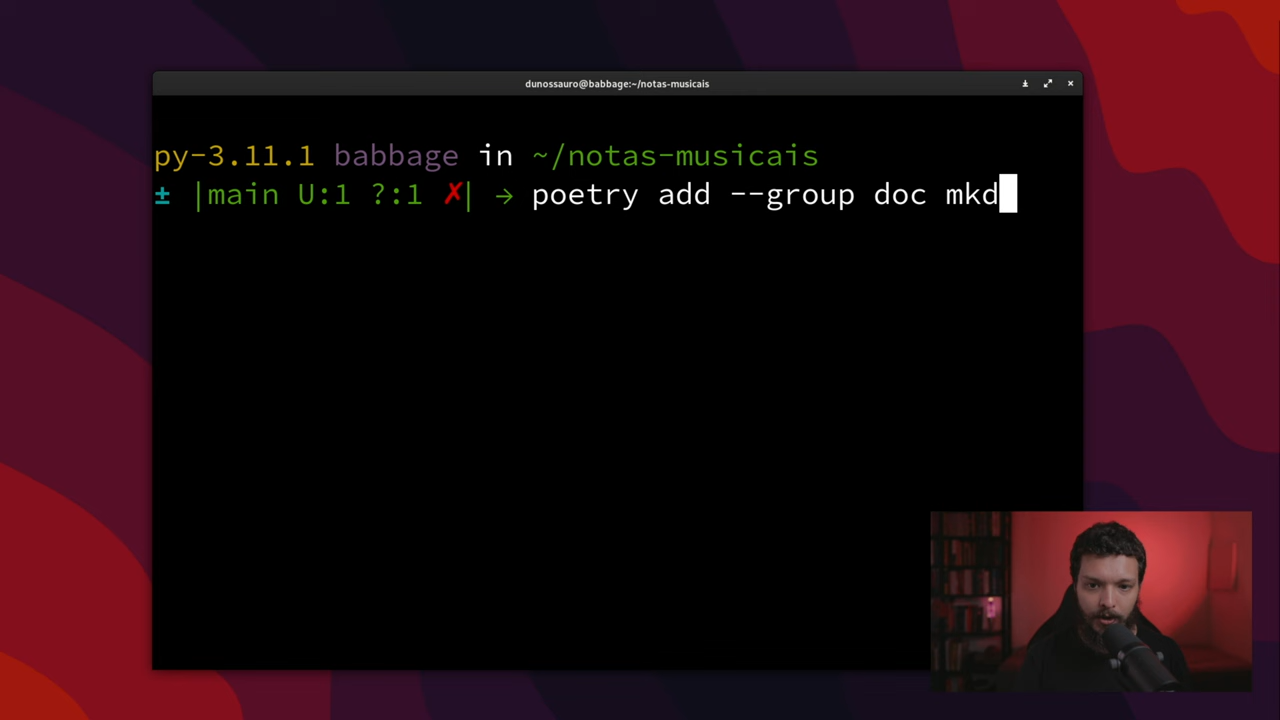 dunossauro@babbage:~/notas-musicais
py-3.11.1 babbage in ~/notas-musicais
± |main U:1 ?:1 ✗| → poetry add --group doc mkd